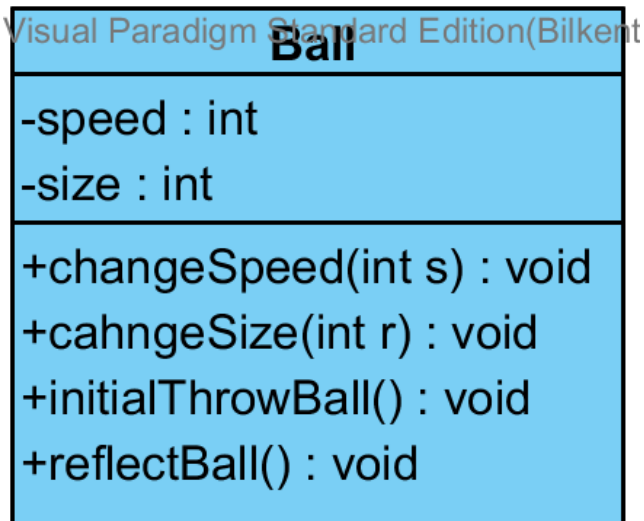 Visual Paradigm Standard Edition(Bilkent
Ball
-speed : int
-size : int
+changeSpeed(int s) : void
+cahngeSize(int r) : void
+initialThrowBall() : void
+reflectBall() : void